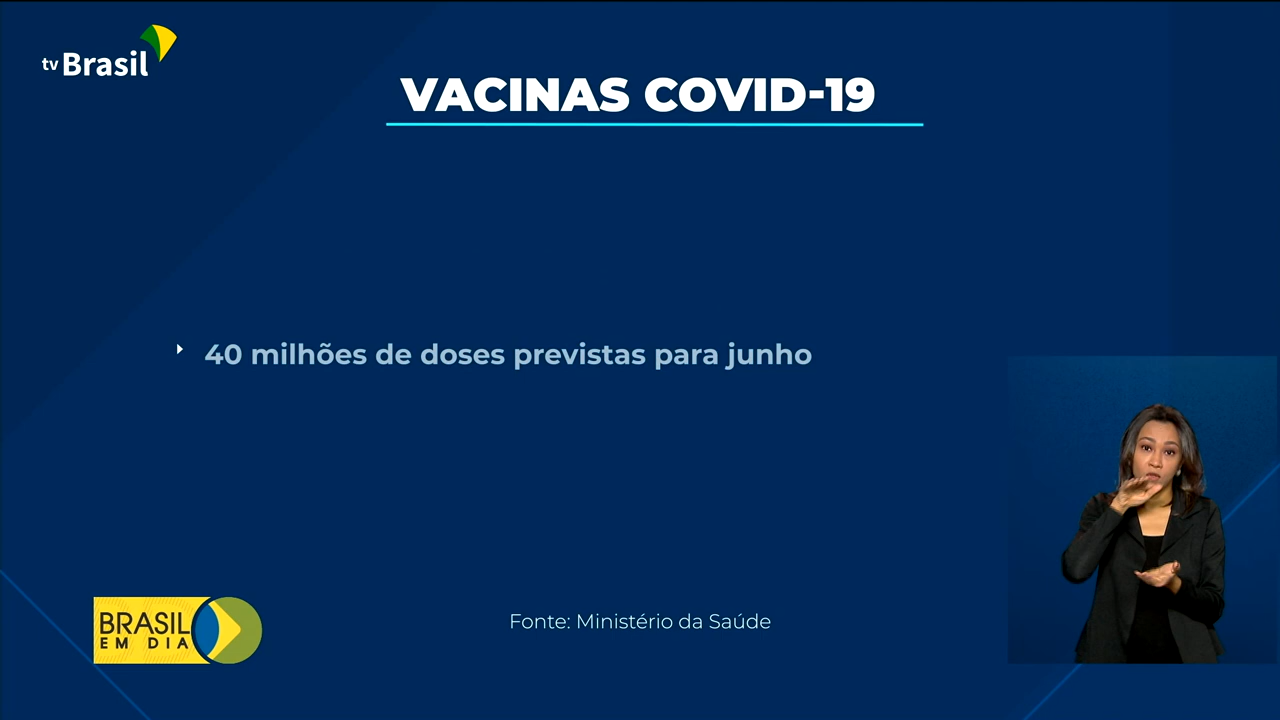 tv Brasil
VACINAS COVID-19
40 milhões de doses previstas para junho
BRASIL
EM DIA
Fonte: Ministério da Saúde